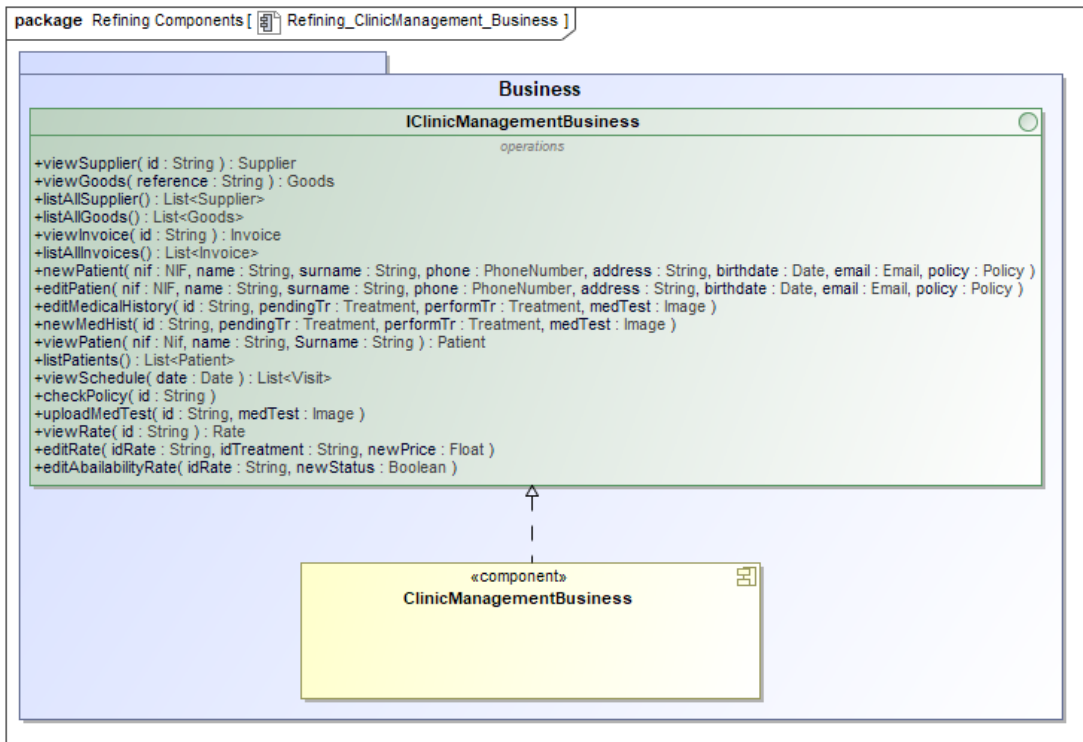 package Refining Components [ Refining_ClinicManagement_Business ]
Business
IClinicManagementBusiness
operations
+viewSupplier( id : String ) : Supplier
+viewGoods( reference : String ) : Goods
+listAllSupplier() : List<Supplier>
+listAllGoods() : List<Goods>
+viewInvoice( id : String ) : Invoice
+listAllInvoices() : List<Invoice>
+newPatient( nif : NIF, name : String, surname : String, phone : PhoneNumber, address : String, birthdate : Date, email : Email, policy : Policy )
+editPatien( nif : NIF, name : String, surname : String, phone : PhoneNumber, address : String, birthdate : Date, email : Email, policy : Policy )
+editMedicalHistory( id : String, pendingTr : Treatment, performTr : Treatment, medTest : Image )
+newMedHist( id : String, pendingTr : Treatment, performTr : Treatment, medTest : Image )
+viewPatien( nif : Nif, name : String, Surname : String ) : Patient
+listPatients() : List<Patient>
+viewSchedule( date : Date ) : List<Visit>
+checkPolicy( id : String )
+uploadMedTest( id : String, medTest : Image )
+viewRate( id : String ) : Rate
+editRate( idRate : String, idTreatment : String, newPrice : Float )
+editAbailabilityRate( idRate : String, newStatus : Boolean )
«component»
ClinicManagementBusiness